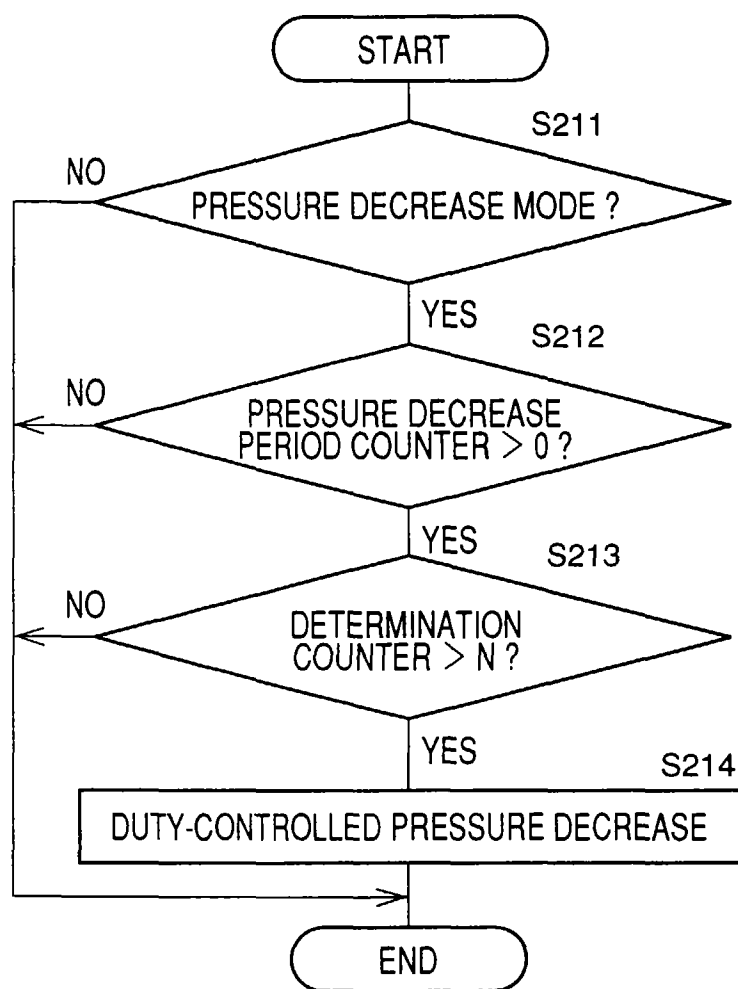 START
S211
NO
PRESSURE DECREASE MODE ?
YES
S212
NO
PRESSURE DECREASE
PERIOD COUNTER > 0 ?
YES
S213
NO
DETERMINATION
COUNTER > N ?
YES
S214
DUTY-CONTROLLED PRESSURE DECREASE
END